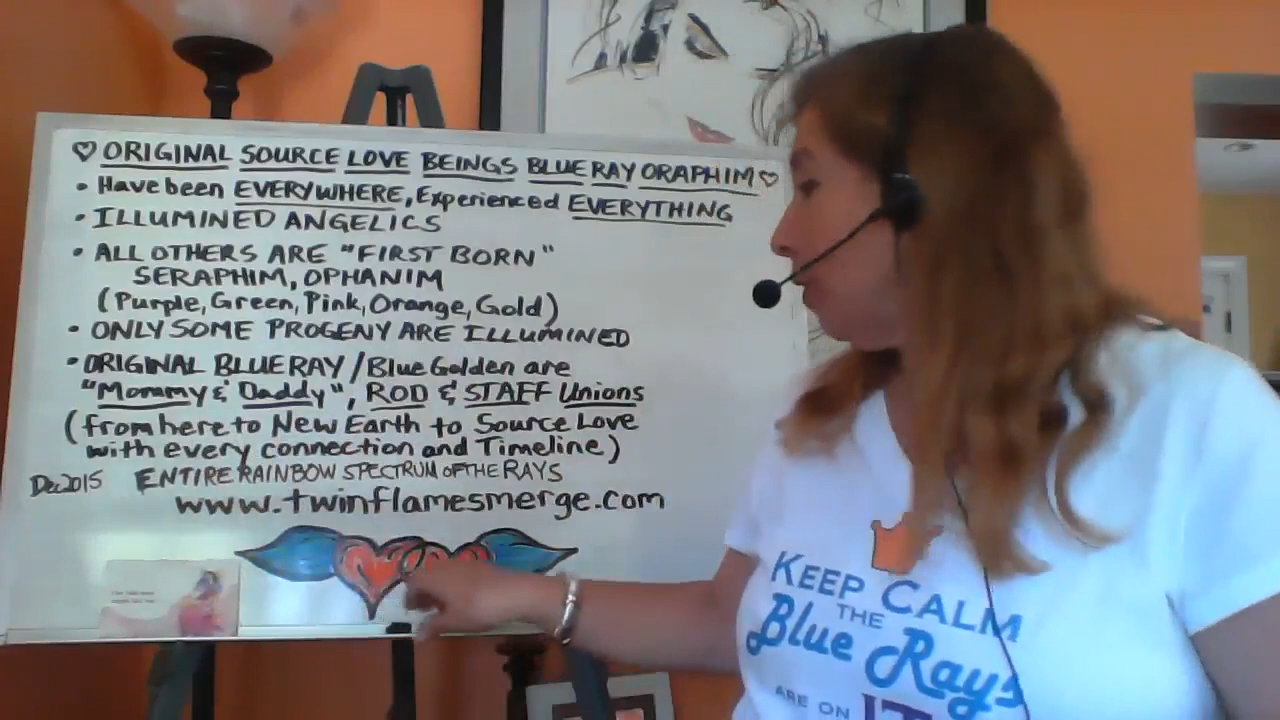 ♡ ORIGINAL SOURCE LOVE BEINGS BLUE RAY ORAPHIM ♡
• Have been EVERYWHERE, Experienced EVERYTHING
• ILLUMINED ANGELICS
• ALL OTHERS ARE "FIRST BORN"
SERAPHIM, OPHANIM
(Purple, Green, Pink, Orange, Gold)
• ONLY SOME PROGENY ARE ILLUMINED
• ORIGINAL BLUE RAY / Blue Golden are
"Mommy & Daddy", ROD & STAFF Unions
(from here to New Earth to Source Love
with every connection and Timeline)
Dec 2015 ENTIRE RAINBOW SPECTRUM OF THE RAYS
www.twinflamesmerge.com
KEEP CALM
THE
Blue Rays
ARE ON IT